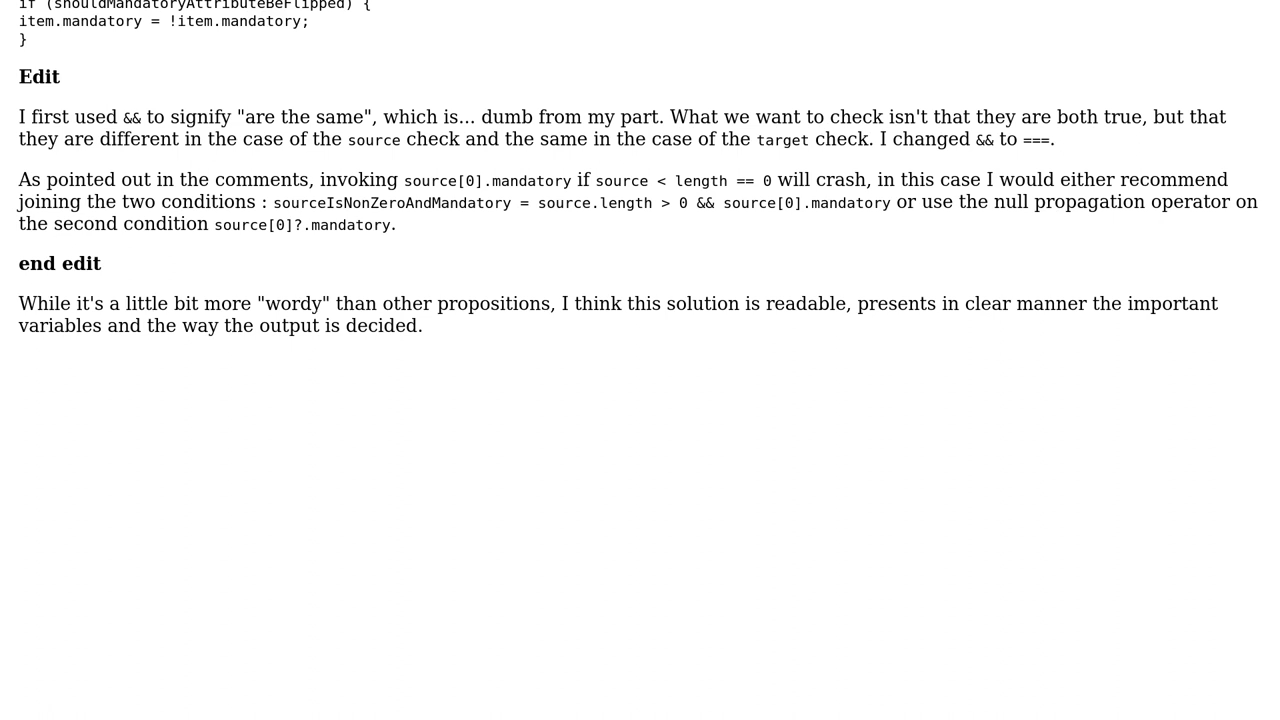 if (shouldMandatoryAttributeBeFlipped) {
item.mandatory = !item.mandatory;
}
Edit
I first used && to signify "are the same", which is... dumb from my part. What we want to check isn't that they are both true, but that
they are different in the case of the source check and the same in the case of the target check. I changed && to ===.
As pointed out in the comments, invoking source[0].mandatory if source < length == 0 will crash, in this case I would either recommend
joining the two conditions : sourceIsNonZeroAndMandatory = source.length > 0 && source[0].mandatory or use the null propagation operator on
the second condition source[0]?.mandatory.
end edit
While it's a little bit more "wordy" than other propositions, I think this solution is readable, presents in clear manner the important
variables and the way the output is decided.